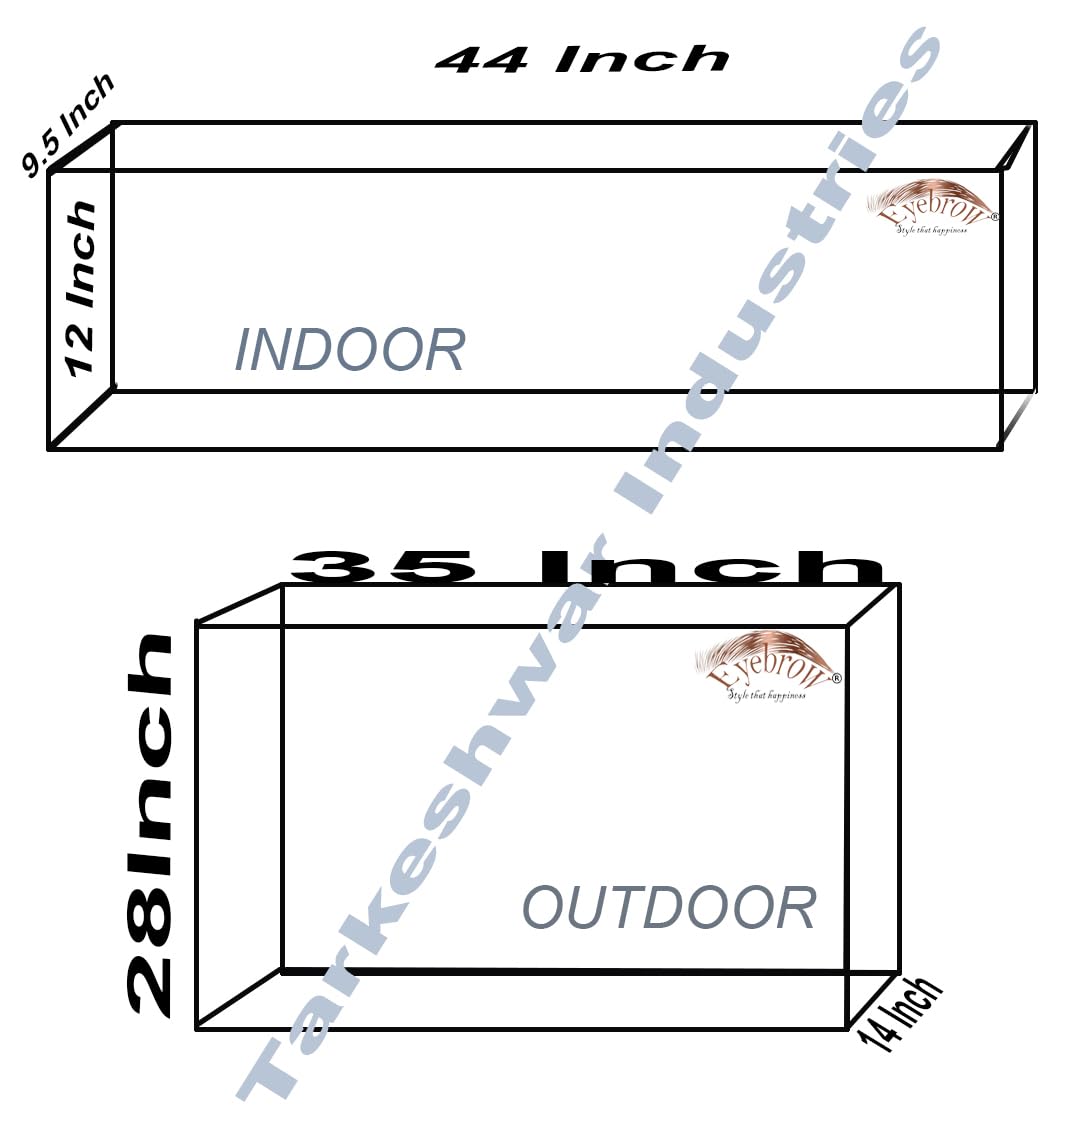 44 Inch
9.5 Inch
12 Inch
Eyebrow®
Style that happiness
INDOOR
Tarkeshwar Industries
35 Inch
28Inch
Eyebrow®
Style that happiness
OUTDOOR
14 Inch